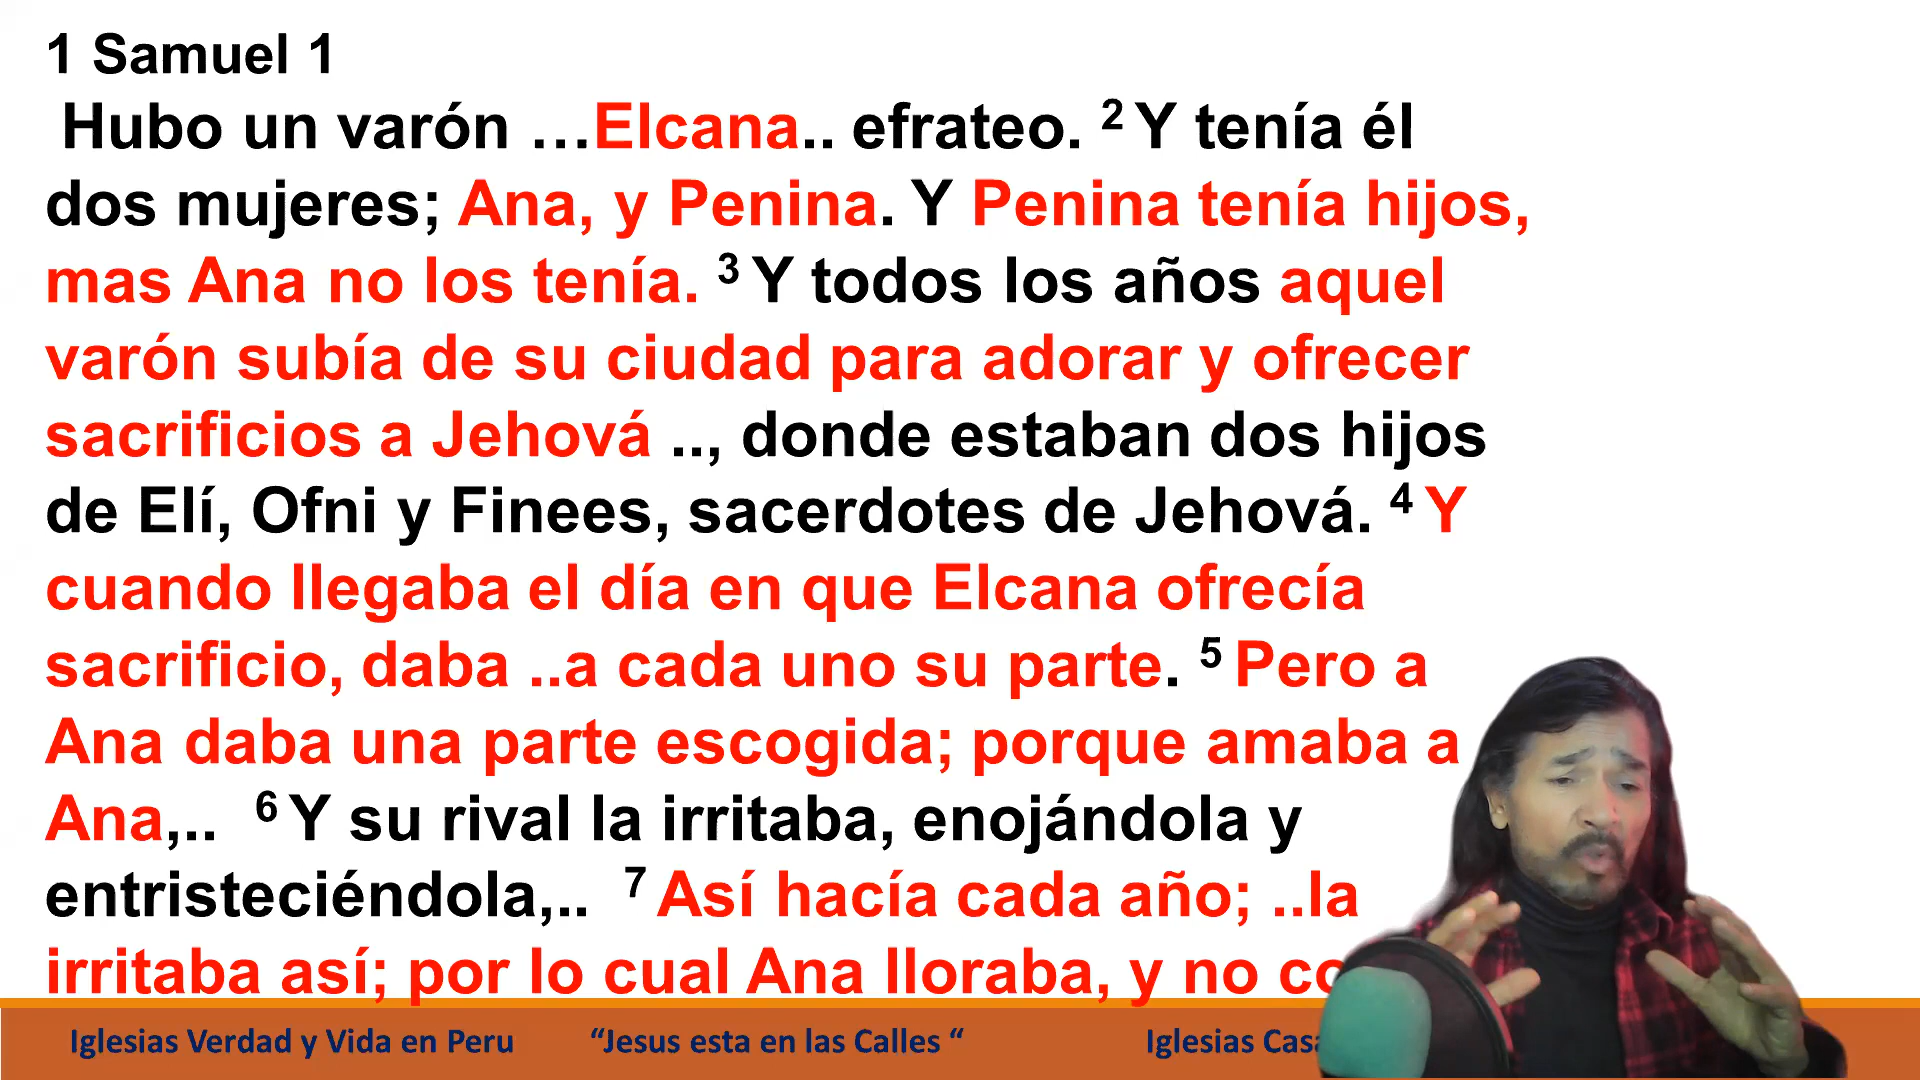 1 Samuel 1
Hubo un varón …Elcana.. efrateo. 2 Y tenía él
dos mujeres; Ana, y Penina. Y Penina tenía hijos,
mas Ana no los tenía. 3 Y todos los años aquel
varón subía de su ciudad para adorar y ofrecer
sacrificios a Jehová .., donde estaban dos hijos
de Elí, Ofni y Finees, sacerdotes de Jehová. 4 Y
cuando llegaba el día en que Elcana ofrecía
sacrificio, daba ..a cada uno su parte. 5 Pero a
Ana daba una parte escogida; porque amaba a
Ana,.. 6 Y su rival la irritaba, enojándola y
entristeciéndola,.. 7 Así hacía cada año; ..la
irritaba así; por lo cual Ana lloraba, y no
Iglesias Verdad y Vida en Peru “Jesus esta en las Calles “ Iglesias